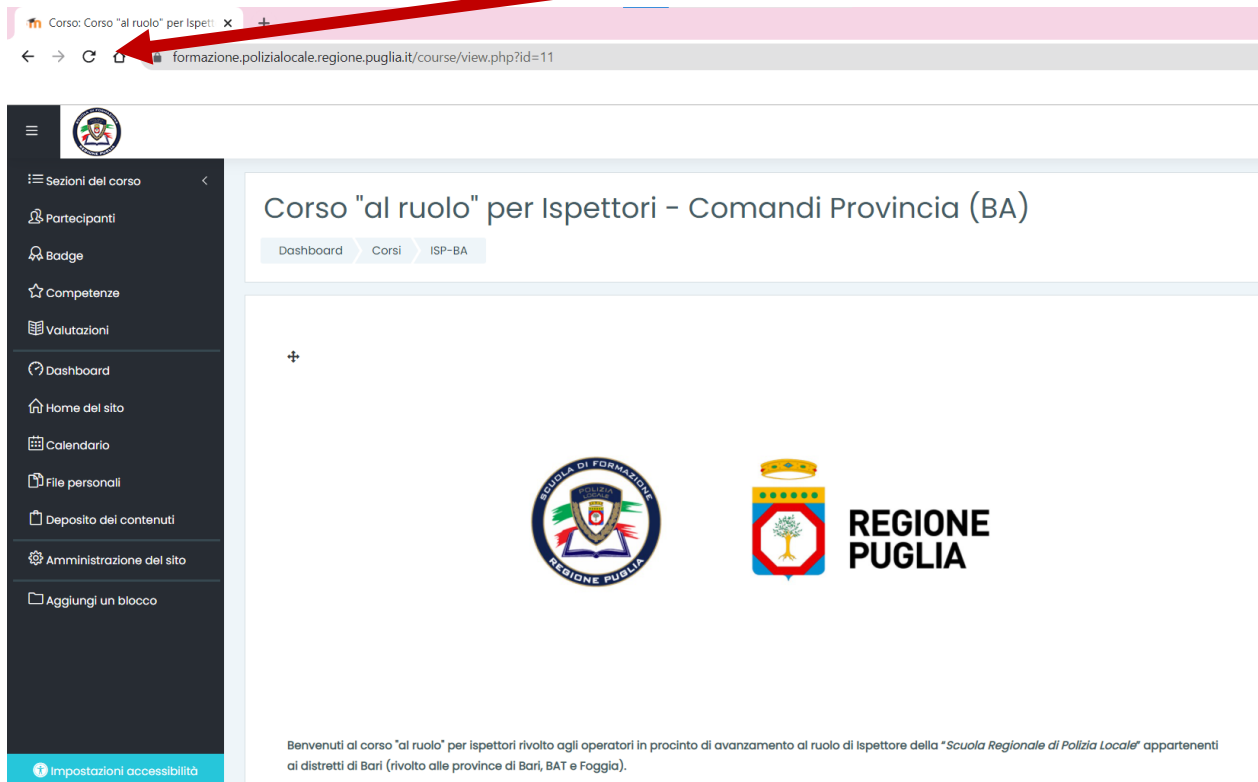 Corso: Corso "al ruolo" per Ispett
formazione.polizialocale.regione.puglia.it/course/view.php?id=11
Sezioni del corso
Partecipanti
Badge
Competenze
Valutazioni
Dashboard
Home del sito
Calendario
File personali
Deposito dei contenuti
Amministrazione del sito
Aggiungi un blocco
Impostazioni accessibilità
Corso "al ruolo" per Ispettori - Comandi Provincia (BA)
Dashboard Corsi ISP-BA
SCUOLA DI FORMAZIONE
POLIZIA
LOCALE
REGIONE PUGLIA
REGIONE
PUGLIA
Benvenuti al corso "al ruolo" per ispettori rivolto agli operatori in procinto di avanzamento al ruolo di Ispettore della “Scuola Regionale di Polizia Locale” appartenenti
ai distretti di Bari (rivolto alle province di Bari, BAT e Foggia).